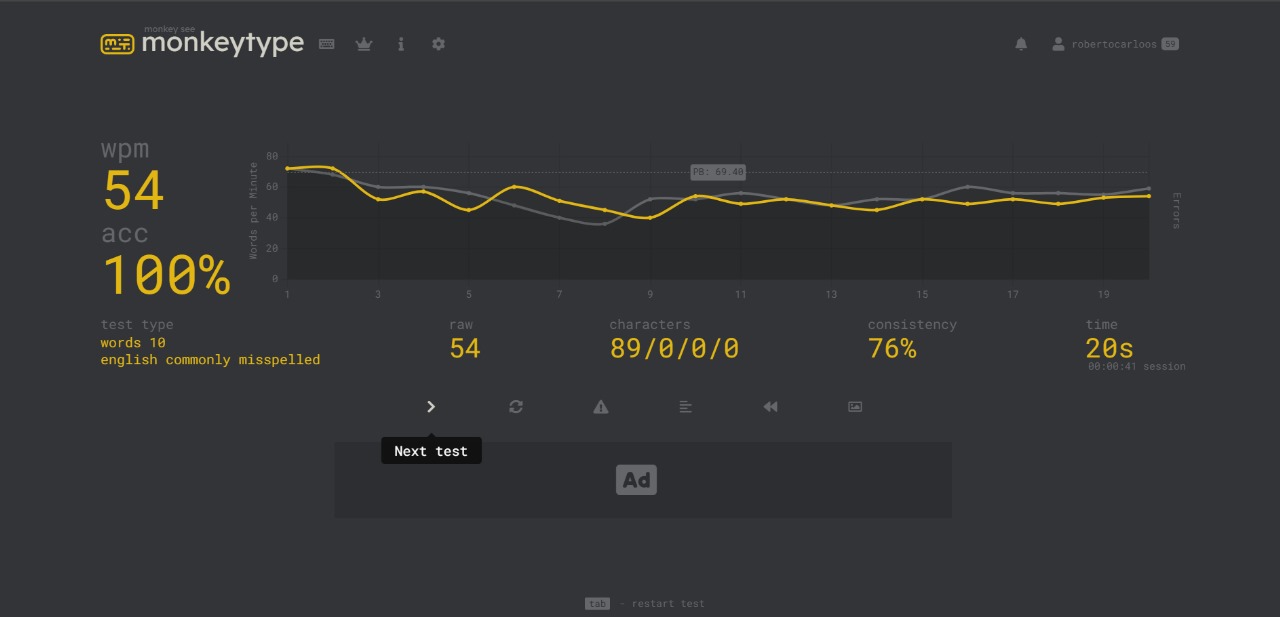 monkey see
monkeytype
robertocarloos 59
wpm
54
acc
100%
Words per Minute
80
60
40
20
0
PB: 69.40
Errors
1 3 5 7 9 11 13 15 17 19
test type
words 10
english commonly misspelled
raw
54
characters
89/0/0/0
consistency
76%
time
20s
00:00:41 session
Next test
Ad
tab - restart test